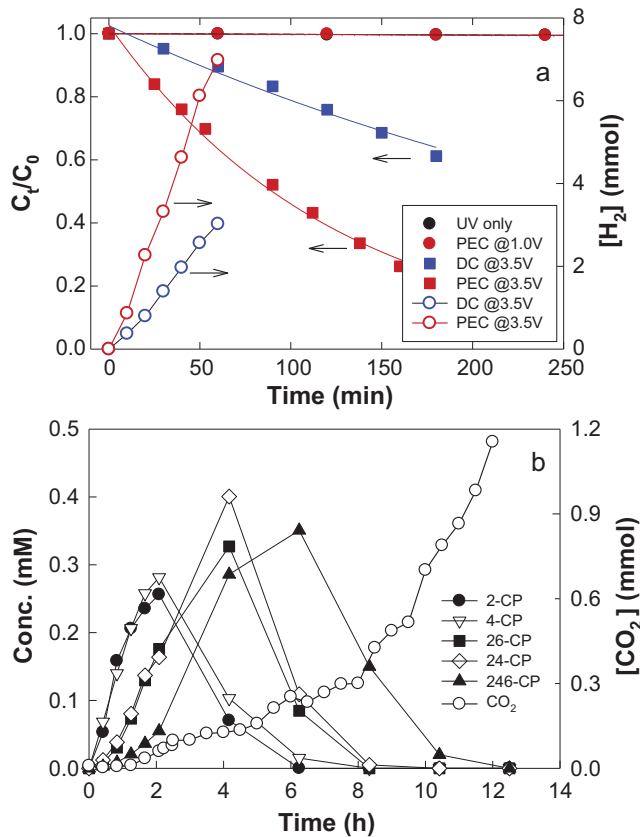 a
C_t/C_0
1.0
0.8
0.6
0.4
0.2
0.0
[H_2] (mmol)
8
6
4
2
0
UV only
PEC @1.0V
DC @3.5V
PEC @3.5V
DC @3.5V
PEC @3.5V
0 50 100 150 200 250
Time (min)
b
Conc. (mM)
0.5
0.4
0.3
0.2
0.1
0.0
[CO_2] (mmol)
1.2
0.9
0.6
0.3
0.0
2-CP
4-CP
26-CP
24-CP
246-CP
CO_2
0 2 4 6 8 10 12
Time (h)